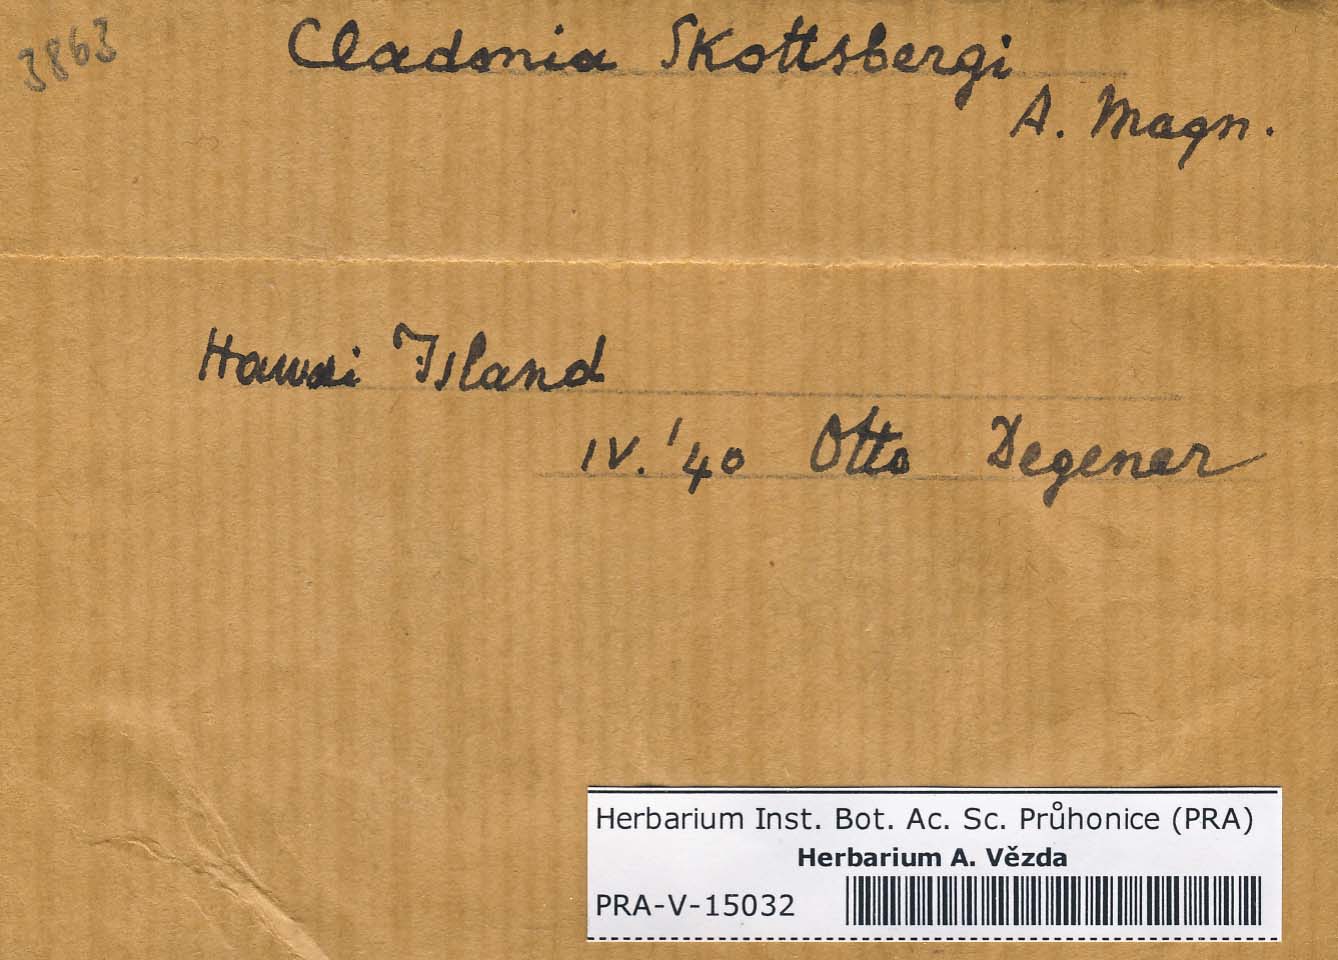 3863
Cladonia Skottsbergi
A. Magn.
Hawai Island
IV. '40 Otto Degener
Herbarium Inst. Bot. Ac. Sc. Průhonice (PRA)
Herbarium A. Vězda
PRA-V-15032